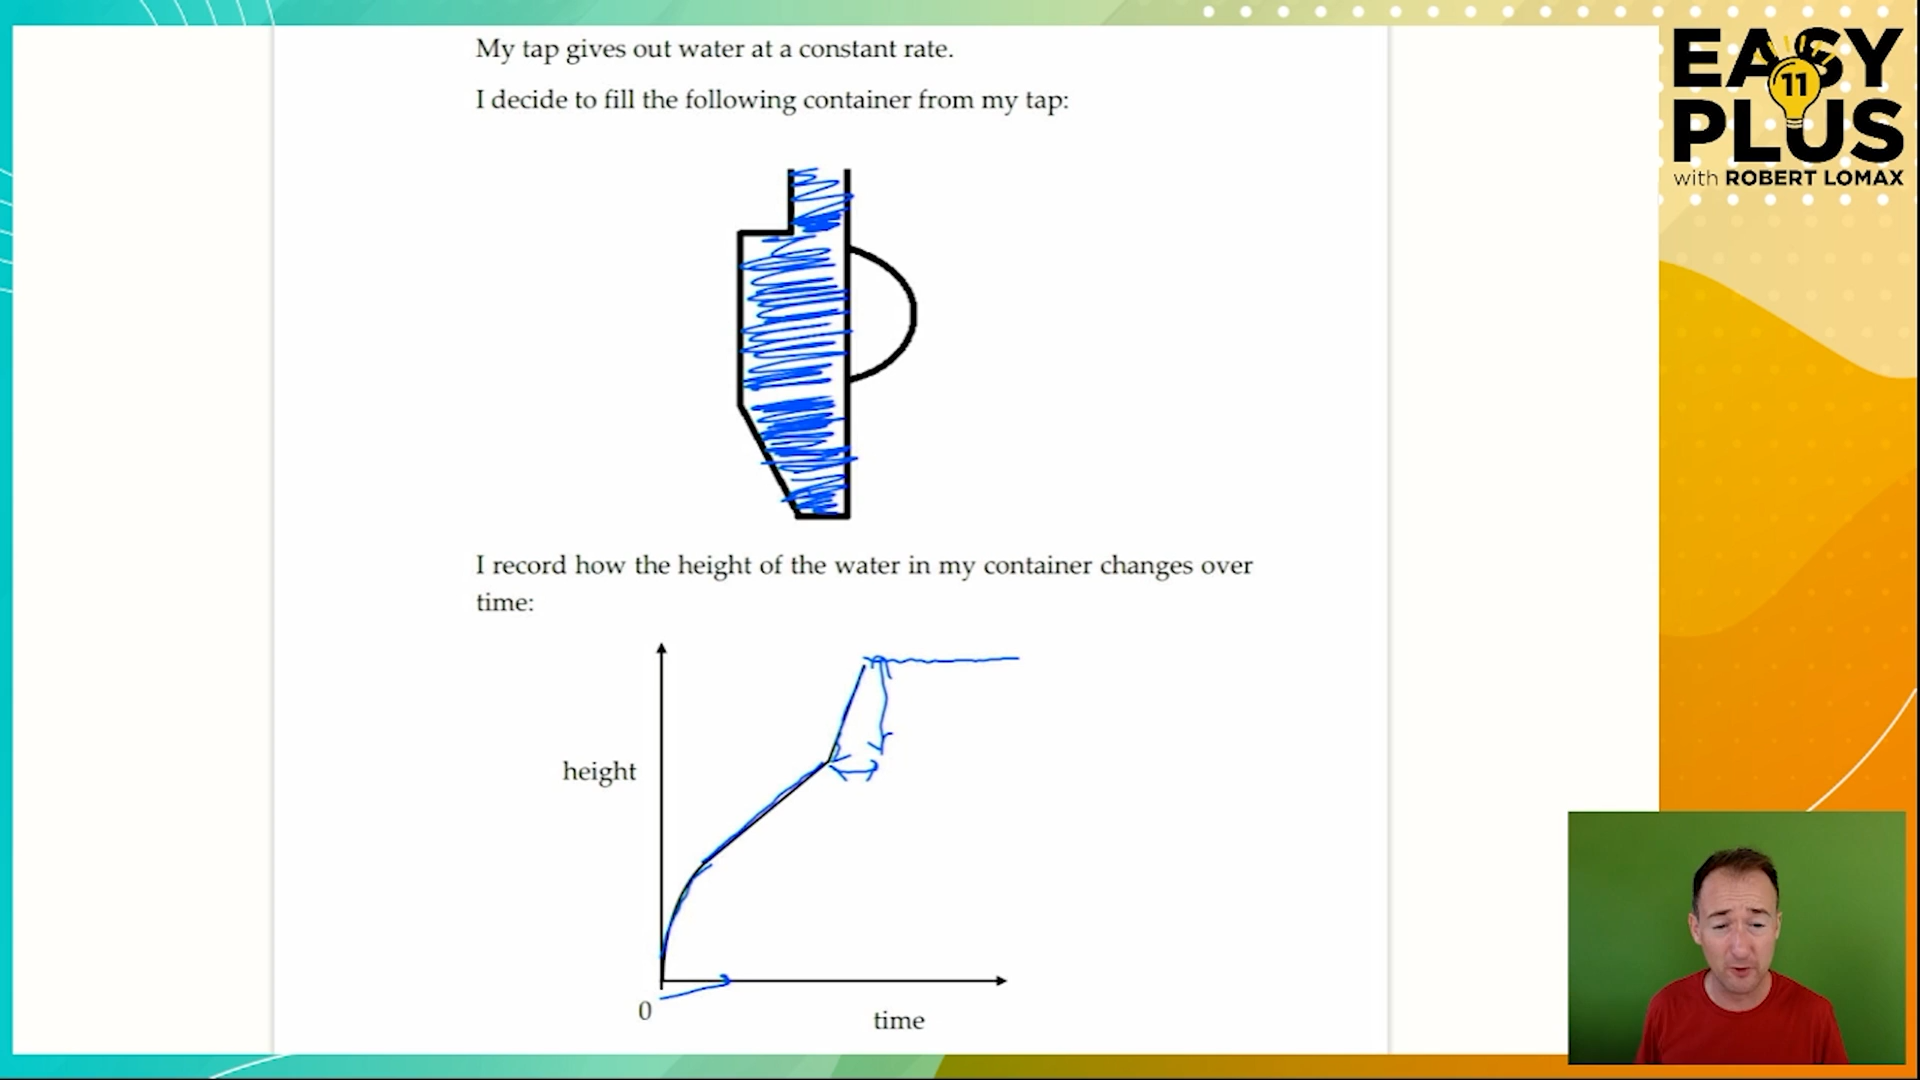 My tap gives out water at a constant rate.
I decide to fill the following container from my tap:
I record how the height of the water in my container changes over
time:
height
0
time
EASY
11
PLUS
with ROBERT LOMAX